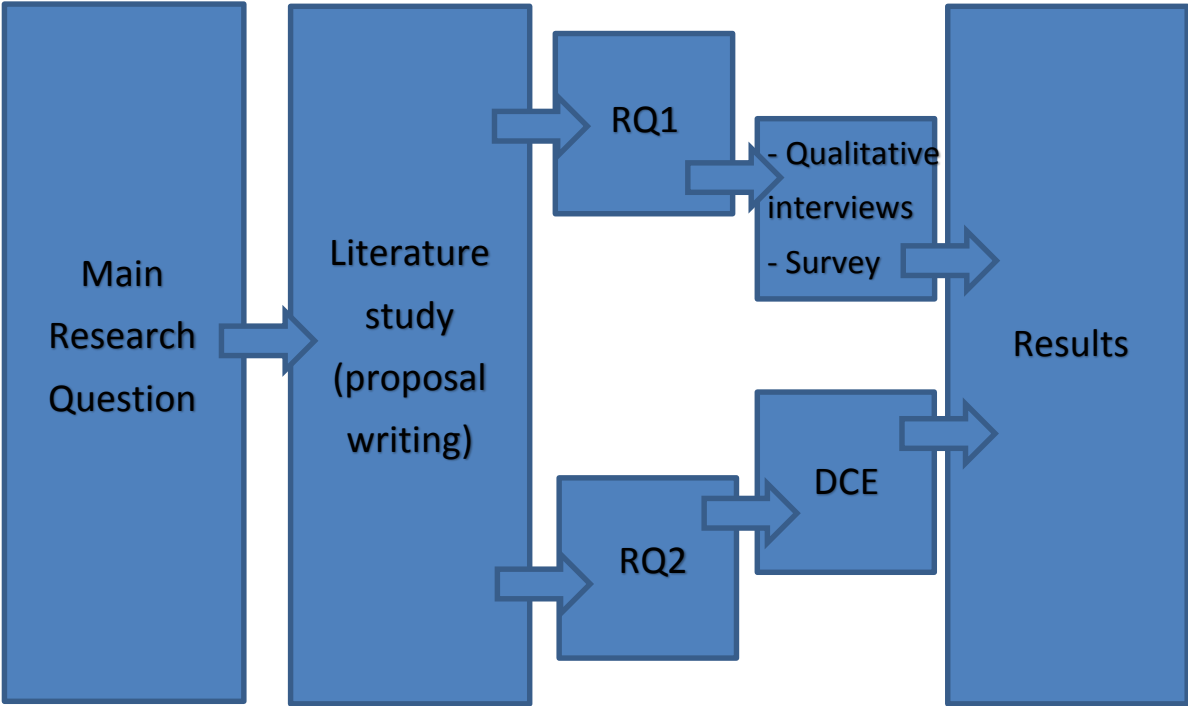 Main
Research
Question
Literature
study
(proposal
writing)
RQ1
- Qualitative
interviews
- Survey
RQ2
DCE
Results